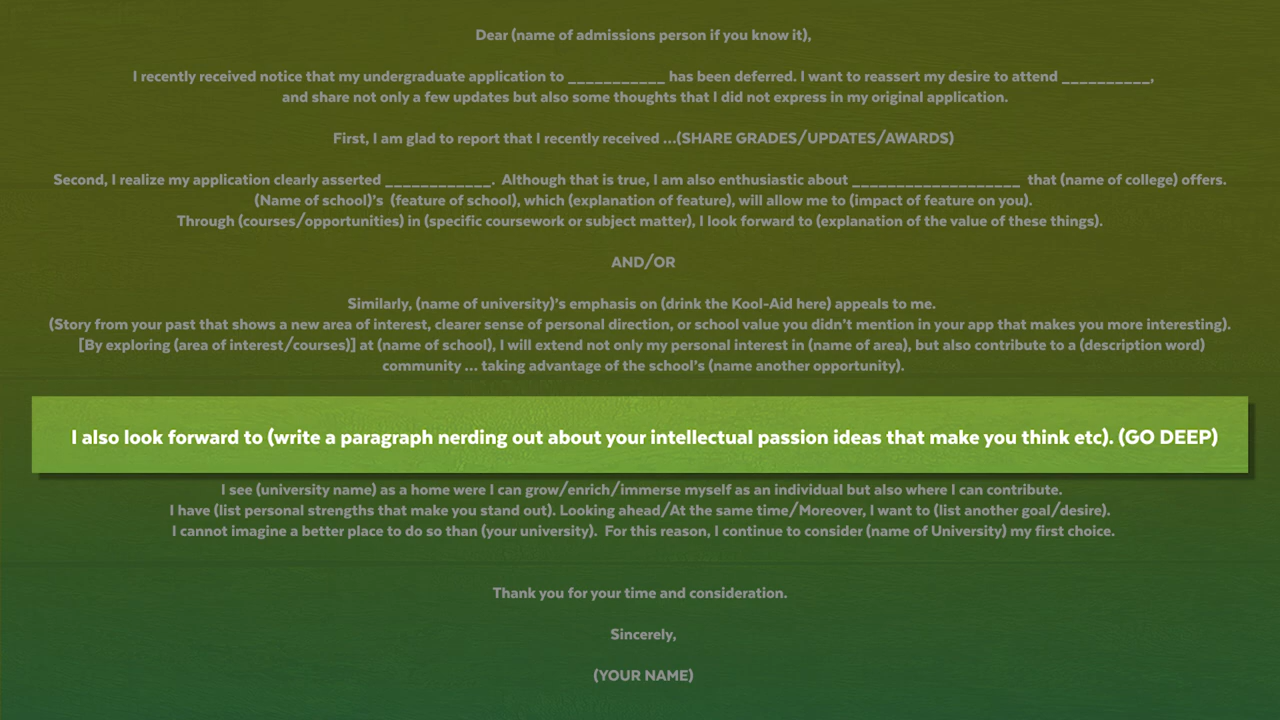 Dear (name of admissions person if you know it),
I recently received notice that my undergraduate application to ___________ has been deferred. I want to reassert my desire to attend __________,
and share not only a few updates but also some thoughts that I did not express in my original application.
First, I am glad to report that I recently received ...(SHARE GRADES/UPDATES/AWARDS)
Second, I realize my application clearly asserted ____________. Although that is true, I am also enthusiastic about ___________________ that (name of college) offers.
(Name of school)'s (feature of school), which (explanation of feature), will allow me to (impact of feature on you).
Through (courses/opportunities) in (specific coursework or subject matter), I look forward to (explanation of the value of these things).
AND/OR
Similarly, (name of university)'s emphasis on (drink the Kool-Aid here) appeals to me.
(Story from your past that shows a new area of interest, clearer sense of personal direction, or school value you didn't mention in your app that makes you more interesting).
[By exploring (area of interest/courses)] at (name of school), I will extend not only my personal interest in (name of area), but also contribute to a (description word)
community ... taking advantage of the school's (name another opportunity).
I also look forward to (write a paragraph nerding out about your intellectual passion ideas that make you think etc). (GO DEEP)
I see (university name) as a home were I can grow/enrich/immerse myself as an individual but also where I can contribute.
I have (list personal strengths that make you stand out). Looking ahead/At the same time/Moreover, I want to (list another goal/desire).
I cannot imagine a better place to do so than (your university). For this reason, I continue to consider (name of University) my first choice.
Thank you for your time and consideration.
Sincerely,
(YOUR NAME)